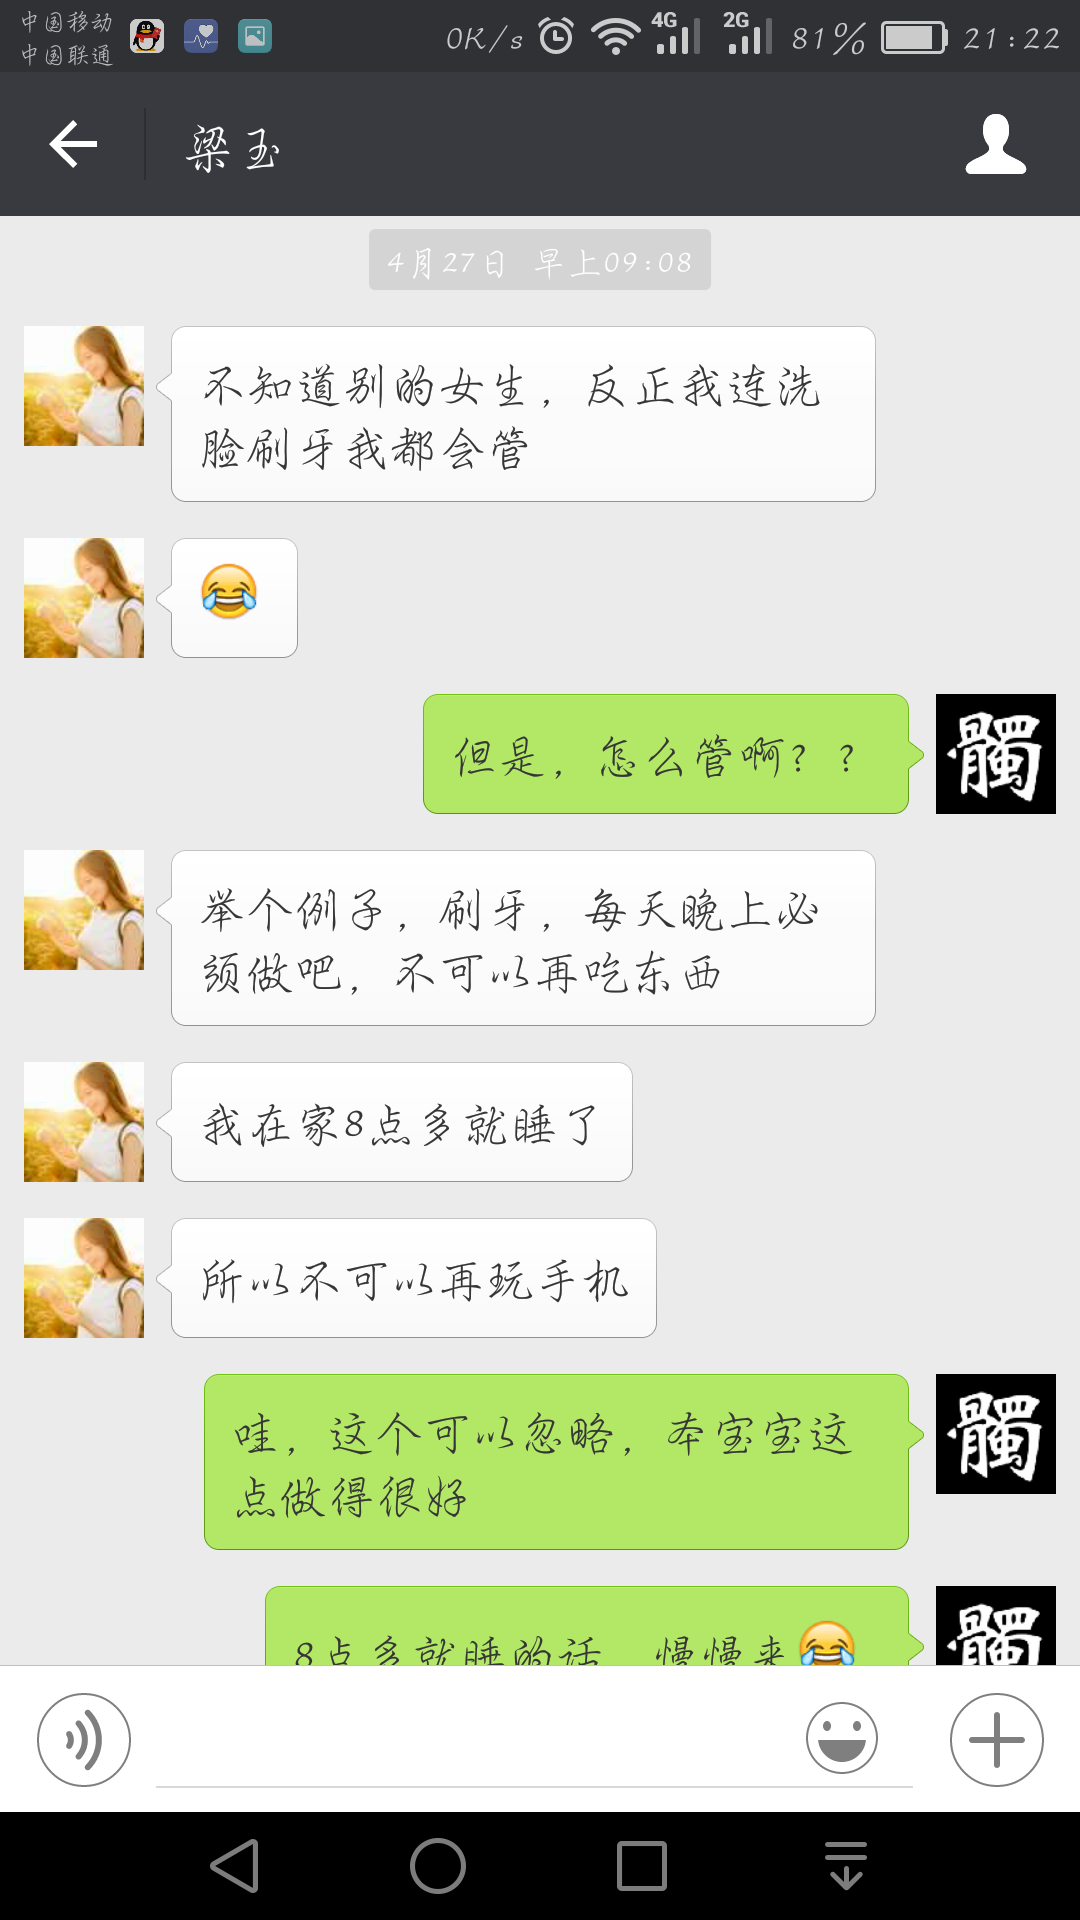 中国移动
中国联通
0K/s 4G 2G 81% 21:22
梁玉
4月27日 早上09:08
不知道别的女生，反正我连洗
脸刷牙我都会管
但是，怎么管啊？？
髑
举个例子，刷牙，每天晚上必
须做吧，不可以再吃东西
我在家8点多就睡了
所以不可以再玩手机
哇，这个可以忽略，本宝宝这
点做得很好
髑
8点多就睡的话，慢慢来
髑